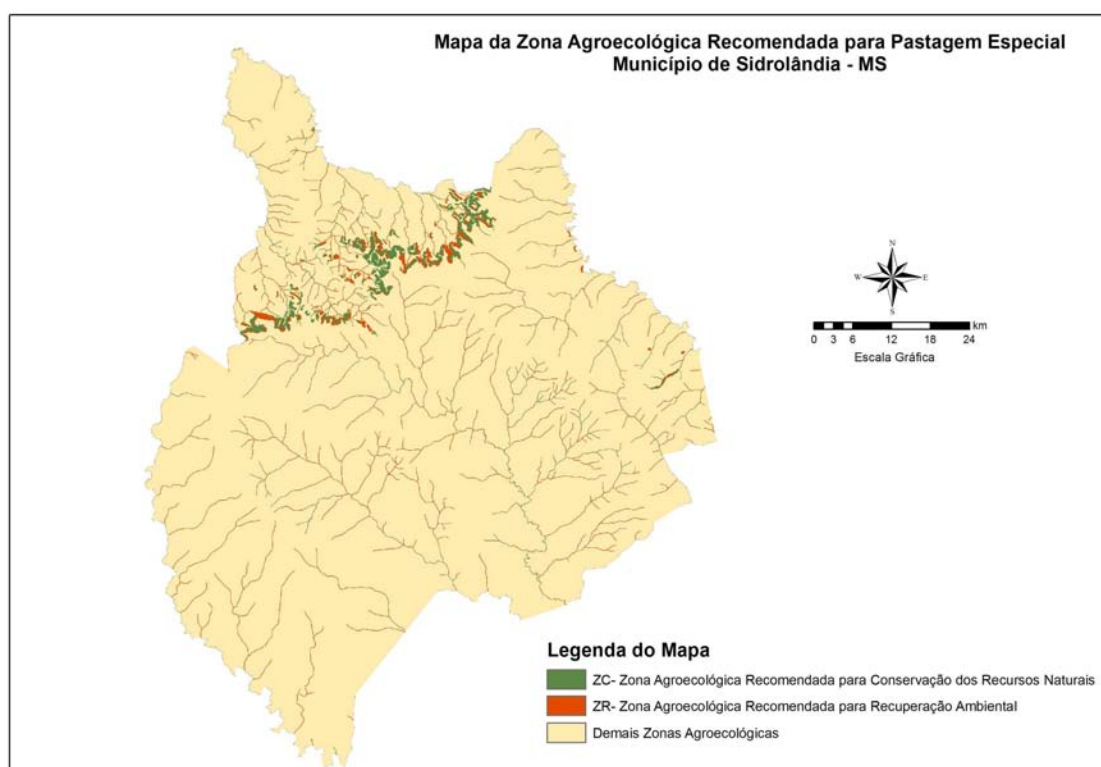 Mapa da Zona Agroecológica Recomendada para Pastagem Especial
Município de Sidrolândia - MS
N
W E
S
km
0 3 6 12 18 24
Escala Gráfica
Legenda do Mapa
ZC- Zona Agroecológica Recomendada para Conservação dos Recursos Naturais
ZR- Zona Agroecológica Recomendada para Recuperação Ambiental
Demais Zonas Agroecológicas